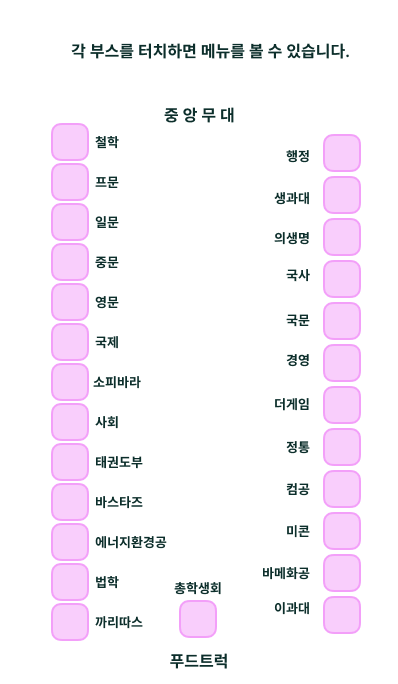 각 부스를 터치하면 메뉴를 볼 수 있습니다.
중 앙 무 대
철학
프문
일문
중문
영문
국제
소피바라
사회
태권도부
바스타즈
에너지환경공
법학
까리따스
행정
생과대
의생명
국사
국문
경영
더게임
정통
컴공
미콘
바메화공
이과대
총학생회
푸드트럭